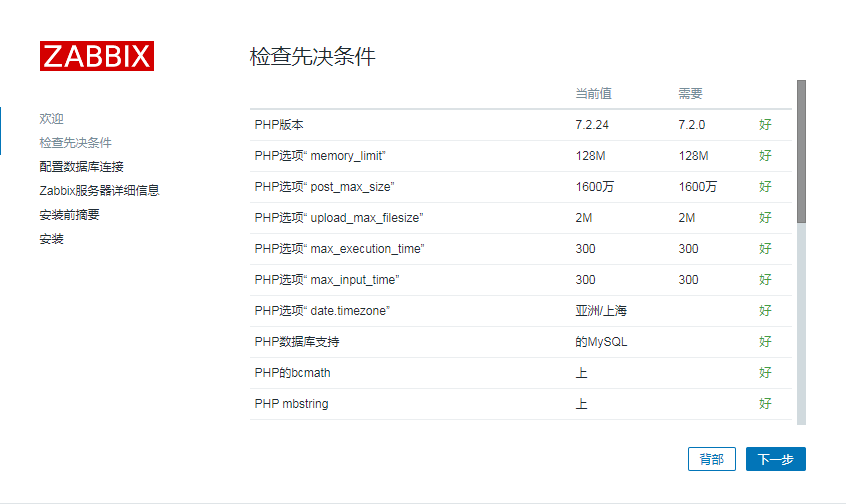 ZABBIX
检查先决条件
欢迎
检查先决条件
配置数据库连接
Zabbix服务器详细信息
安装前摘要
安装
当前值 需要
PHP版本 7.2.24 7.2.0 好
PHP选项“ memory_limit” 128M 128M 好
PHP选项“ post_max_size” 1600万 1600万 好
PHP选项“ upload_max_filesize” 2M 2M 好
PHP选项“ max_execution_time” 300 300 好
PHP选项“ max_input_time” 300 300 好
PHP选项“ date.timezone” 亚洲/上海 好
PHP数据库支持 的MySQL 好
PHP的bcmath 上 好
PHP mbstring 上 好
背部 下一步